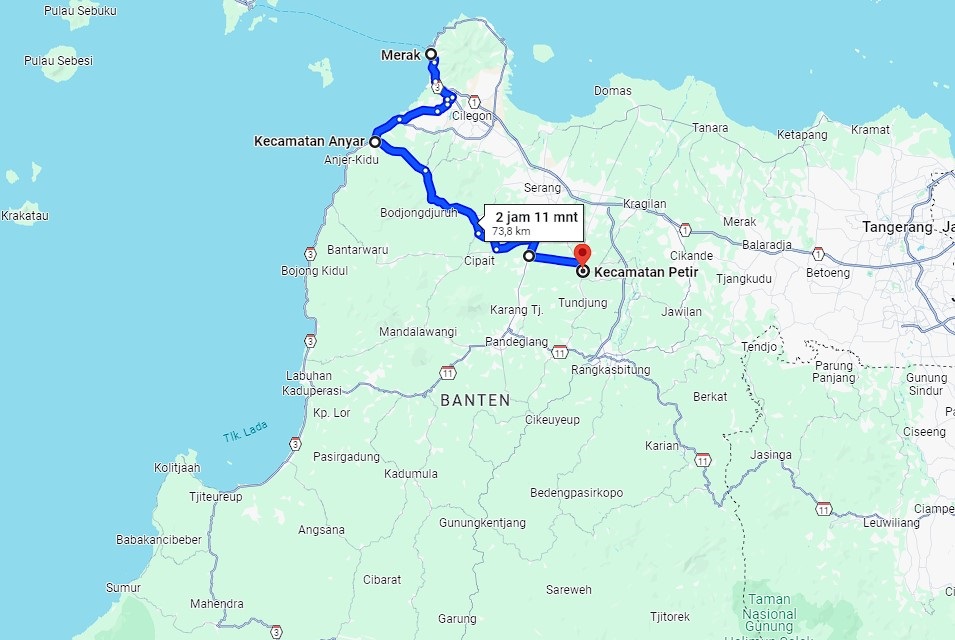 Pulau Sebuku
Pulau Sebesi
Merak
3
1
Cilegon
Domas
Kecamatan Anyar
Anjer-Kidu
Tanara
Ketapang
Kramat
Krakatau
Serang
Bodjongdjuruh
2 jam 11 mnt
73,8 km
Kragilan
Merak
1
Tangerang
Ja
Bantarwaru
3
Bojong Kidul
Cipait
Kecamatan Petir
Cikande
Balaradja
1
Betoeng
Tjangkudu
Karang Tj.
Tundjung
Jawilan
Mandalawangi
3
Pandeglang
11
Tendjo
Parung
Panjang
Labuhan
Kaduperasi
11
Rangkasbitung
Gunung
Sindur
BANTEN
Berkat
Kp. Lor
Cikeuyeup
Pa
Tlk. Lada
3
Karian
Ciseeng
Kolitjaah
Pasirgadung
Kadumula
11
Jasinga
Tjiteureup
Bedengpasirkopo
11
Ciampe
Leuwiliang
Babakancibeber
Angsana
Gunungkentjang
Sumur
Cibarat
Sareweh
Mahendra
3
Garung
Tjitorek
Taman
Nasional
Gunung
Ci